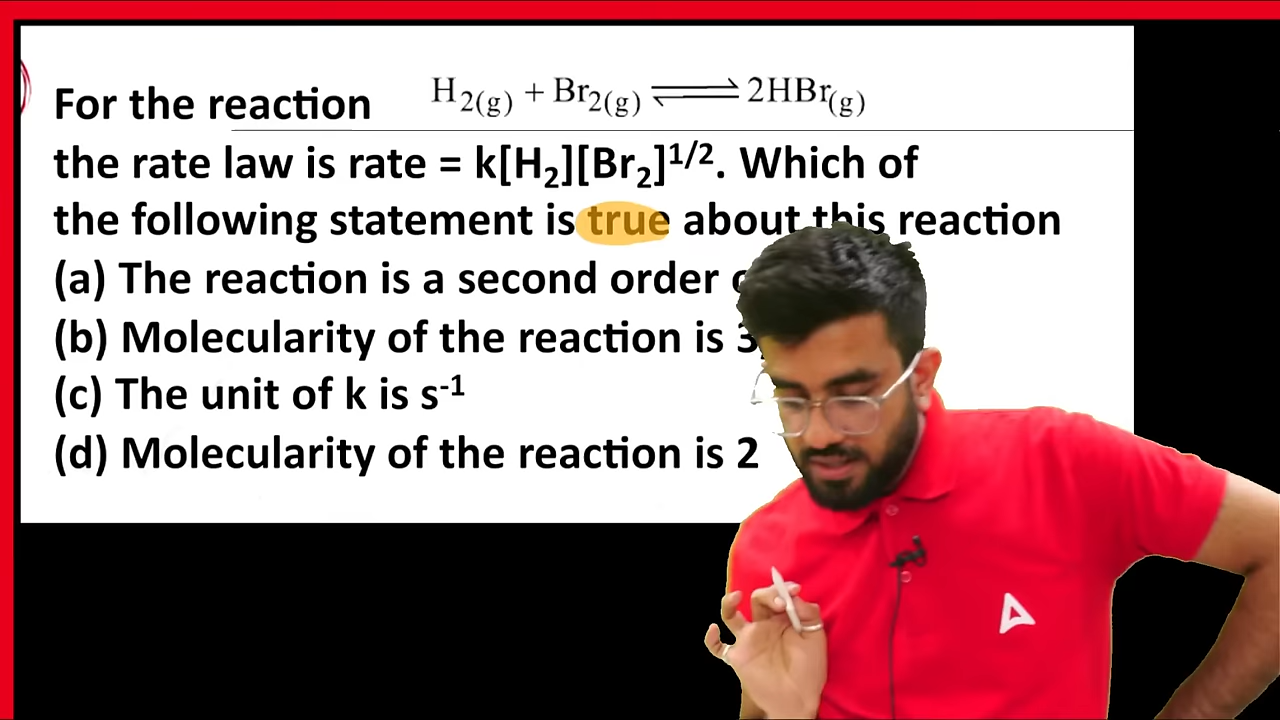 For the reaction H₂(g) + Br₂(g) ⇌ 2HBr(g)
the rate law is rate = k[H₂][Br₂]¹/². Which of
the following statement is true about this reaction
(a) The reaction is a second order
(b) Molecularity of the reaction is
(c) The unit of k is s⁻¹
(d) Molecularity of the reaction is 2